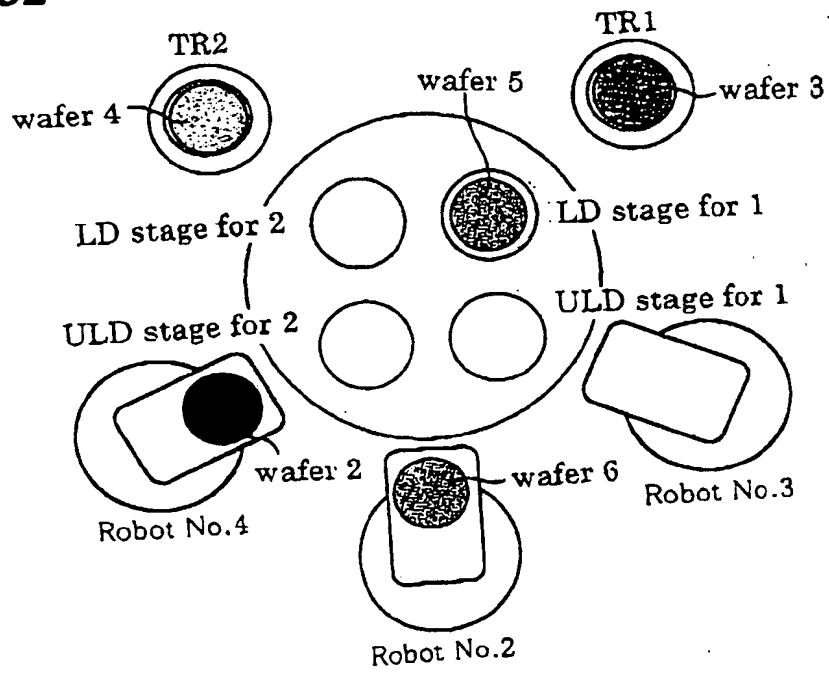 TR2
TR1
wafer 5
wafer 4
wafer 3
LD stage for 2
LD stage for 1
ULD stage for 2
ULD stage for 1
wafer 2
wafer 6
Robot No.4
Robot No.3
Robot No.2